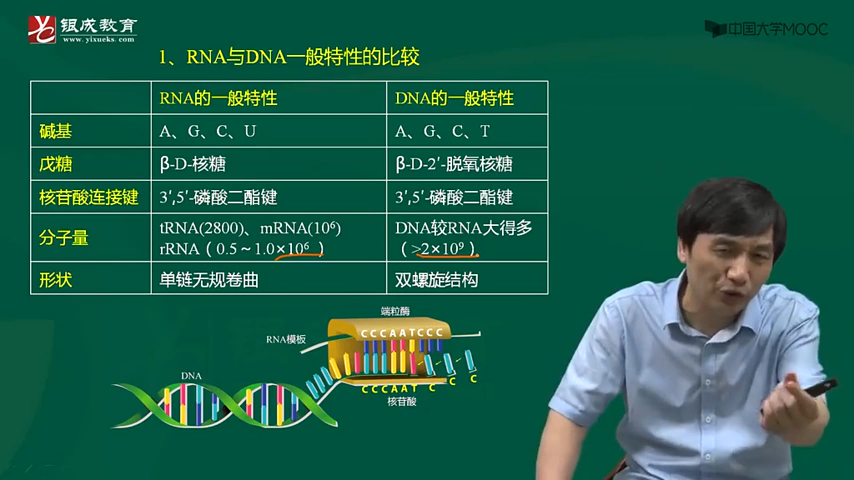 银成教育
www.yixueks.com
中国大学MOOC
1、RNA与DNA一般特性的比较
RNA的一般特性 DNA的一般特性
碱基 A、G、C、U A、G、C、T
戊糖 β-D-核糖 β-D-2′-脱氧核糖
核苷酸连接键 3′,5′-磷酸二酯键 3′,5′-磷酸二酯键
分子量 tRNA(2800)、mRNA(10⁶) DNA较RNA大得多
rRNA（0.5～1.0×10⁶） （>2×10⁹）
形状 单链无规卷曲 双螺旋结构
端粒酶
CCCAATCCC
RNA模板
DNA
CCCAAT C C C
核苷酸